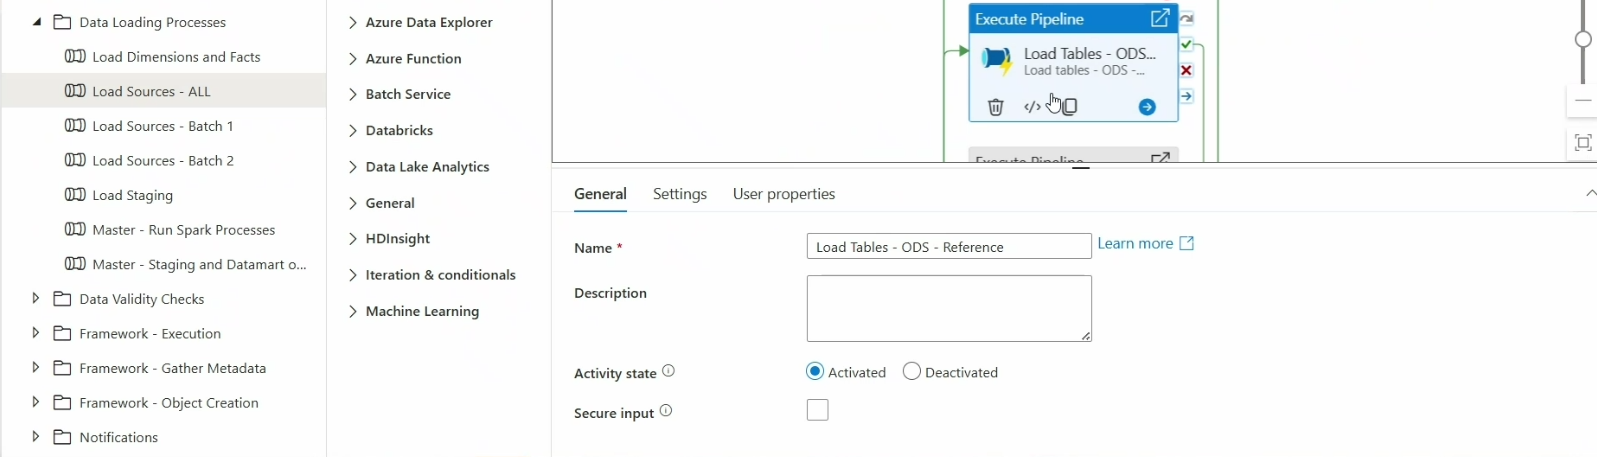 Data Loading Processes
Load Dimensions and Facts
Load Sources - ALL
Load Sources - Batch 1
Load Sources - Batch 2
Load Staging
Master - Run Spark Processes
Master - Staging and Datamart o...
Data Validity Checks
Framework - Execution
Framework - Gather Metadata
Framework - Object Creation
Notifications
Azure Data Explorer
Azure Function
Batch Service
Databricks
Data Lake Analytics
General
HDInsight
Iteration & conditionals
Machine Learning
Execute Pipeline
Load Tables - ODS...
Load tables - ODS -...
Execute Pipeline
General Settings User properties
Name * Load Tables - ODS - Reference Learn more
Description
Activity state Activated Deactivated
Secure input